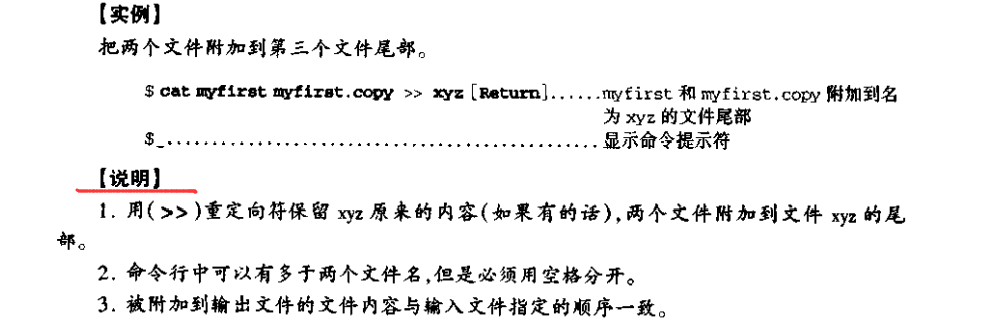 【实例】
把两个文件附加到第三个文件尾部。
$ cat myfirst myfirst.copy >> xyz [Return]......myfirst 和 myfirst.copy 附加到名
为 xyz 的文件尾部
$_................................................显示命令提示符
【说明】
1. 用(>>)重定向符保留 xyz 原来的内容(如果有的话),两个文件附加到文件 xyz 的尾
部。
2. 命令行中可以有多于两个文件名,但是必须用空格分开。
3. 被附加到输出文件的文件内容与输入文件指定的顺序一致。